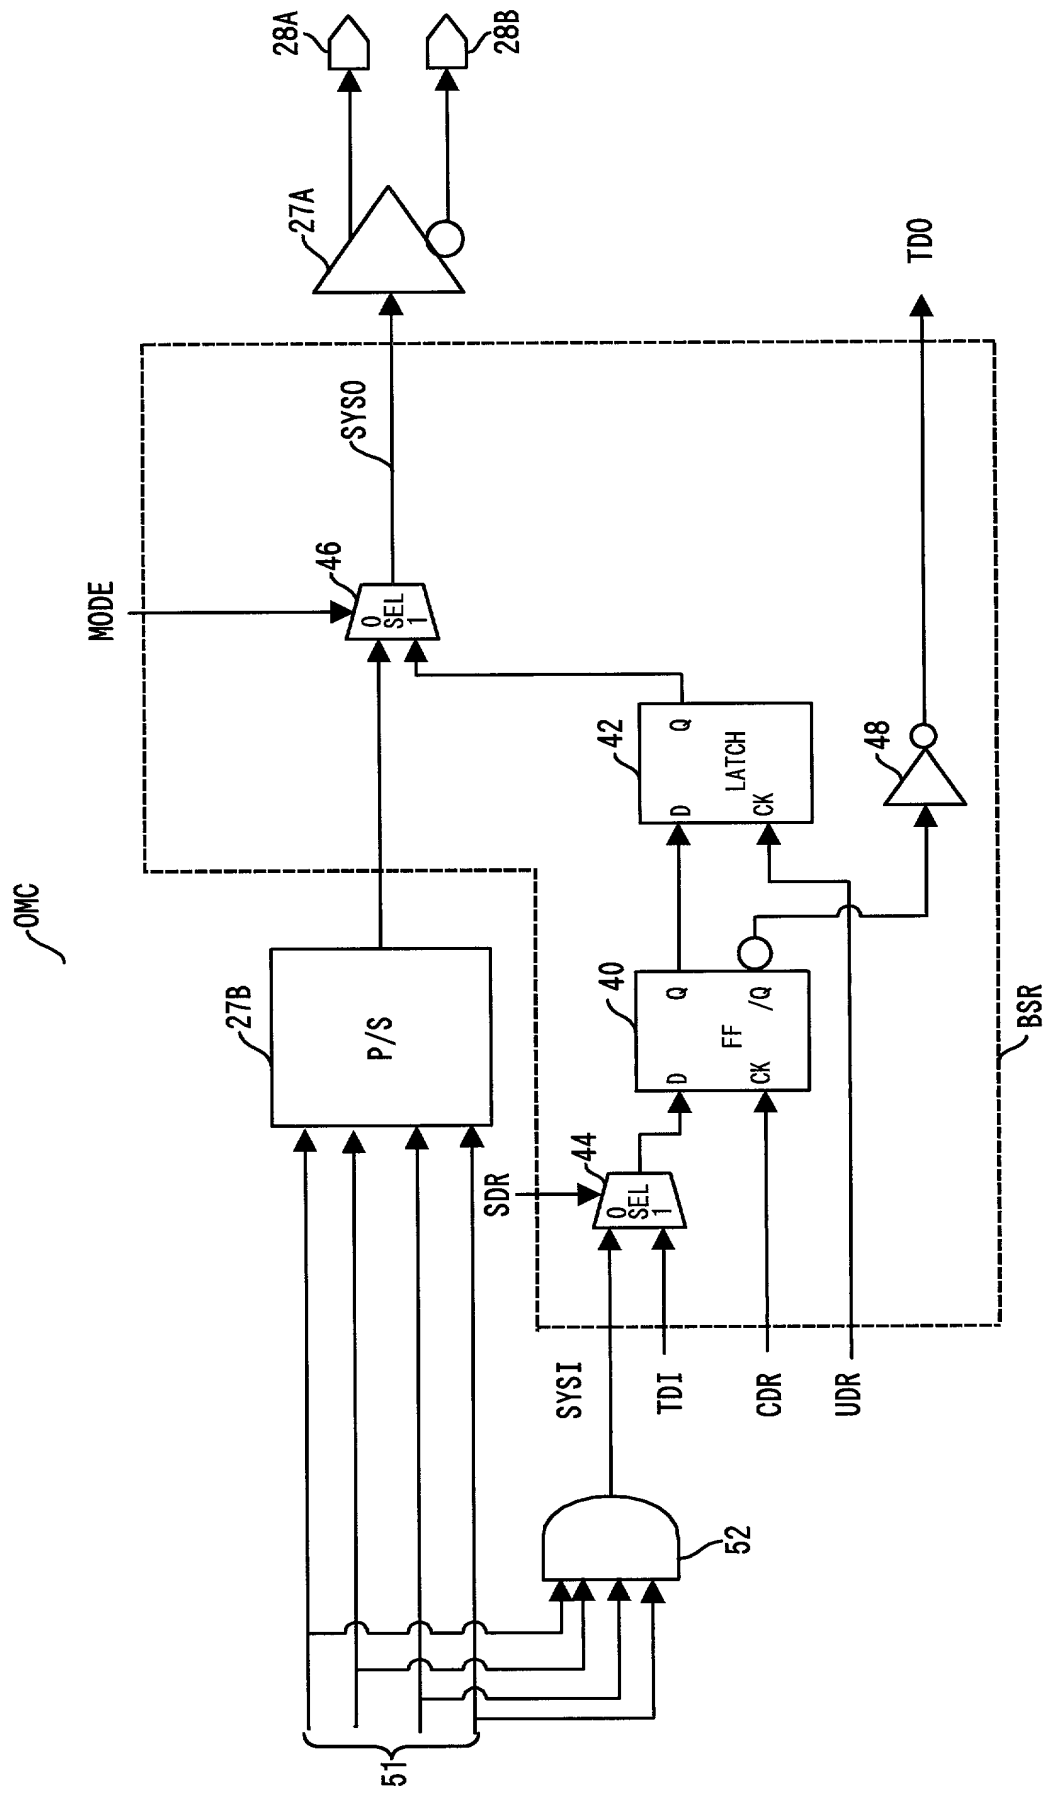 OMC
28A
28B
27A
MODE
SYSO
46
0
SEL
1
27B
P/S
TDO
42
D
Q
LATCH
CK
48
40
D
Q
FF
CK
/Q
SDR
44
0
SEL
1
BSR
SYSI
TDI
CDR
UDR
51
52